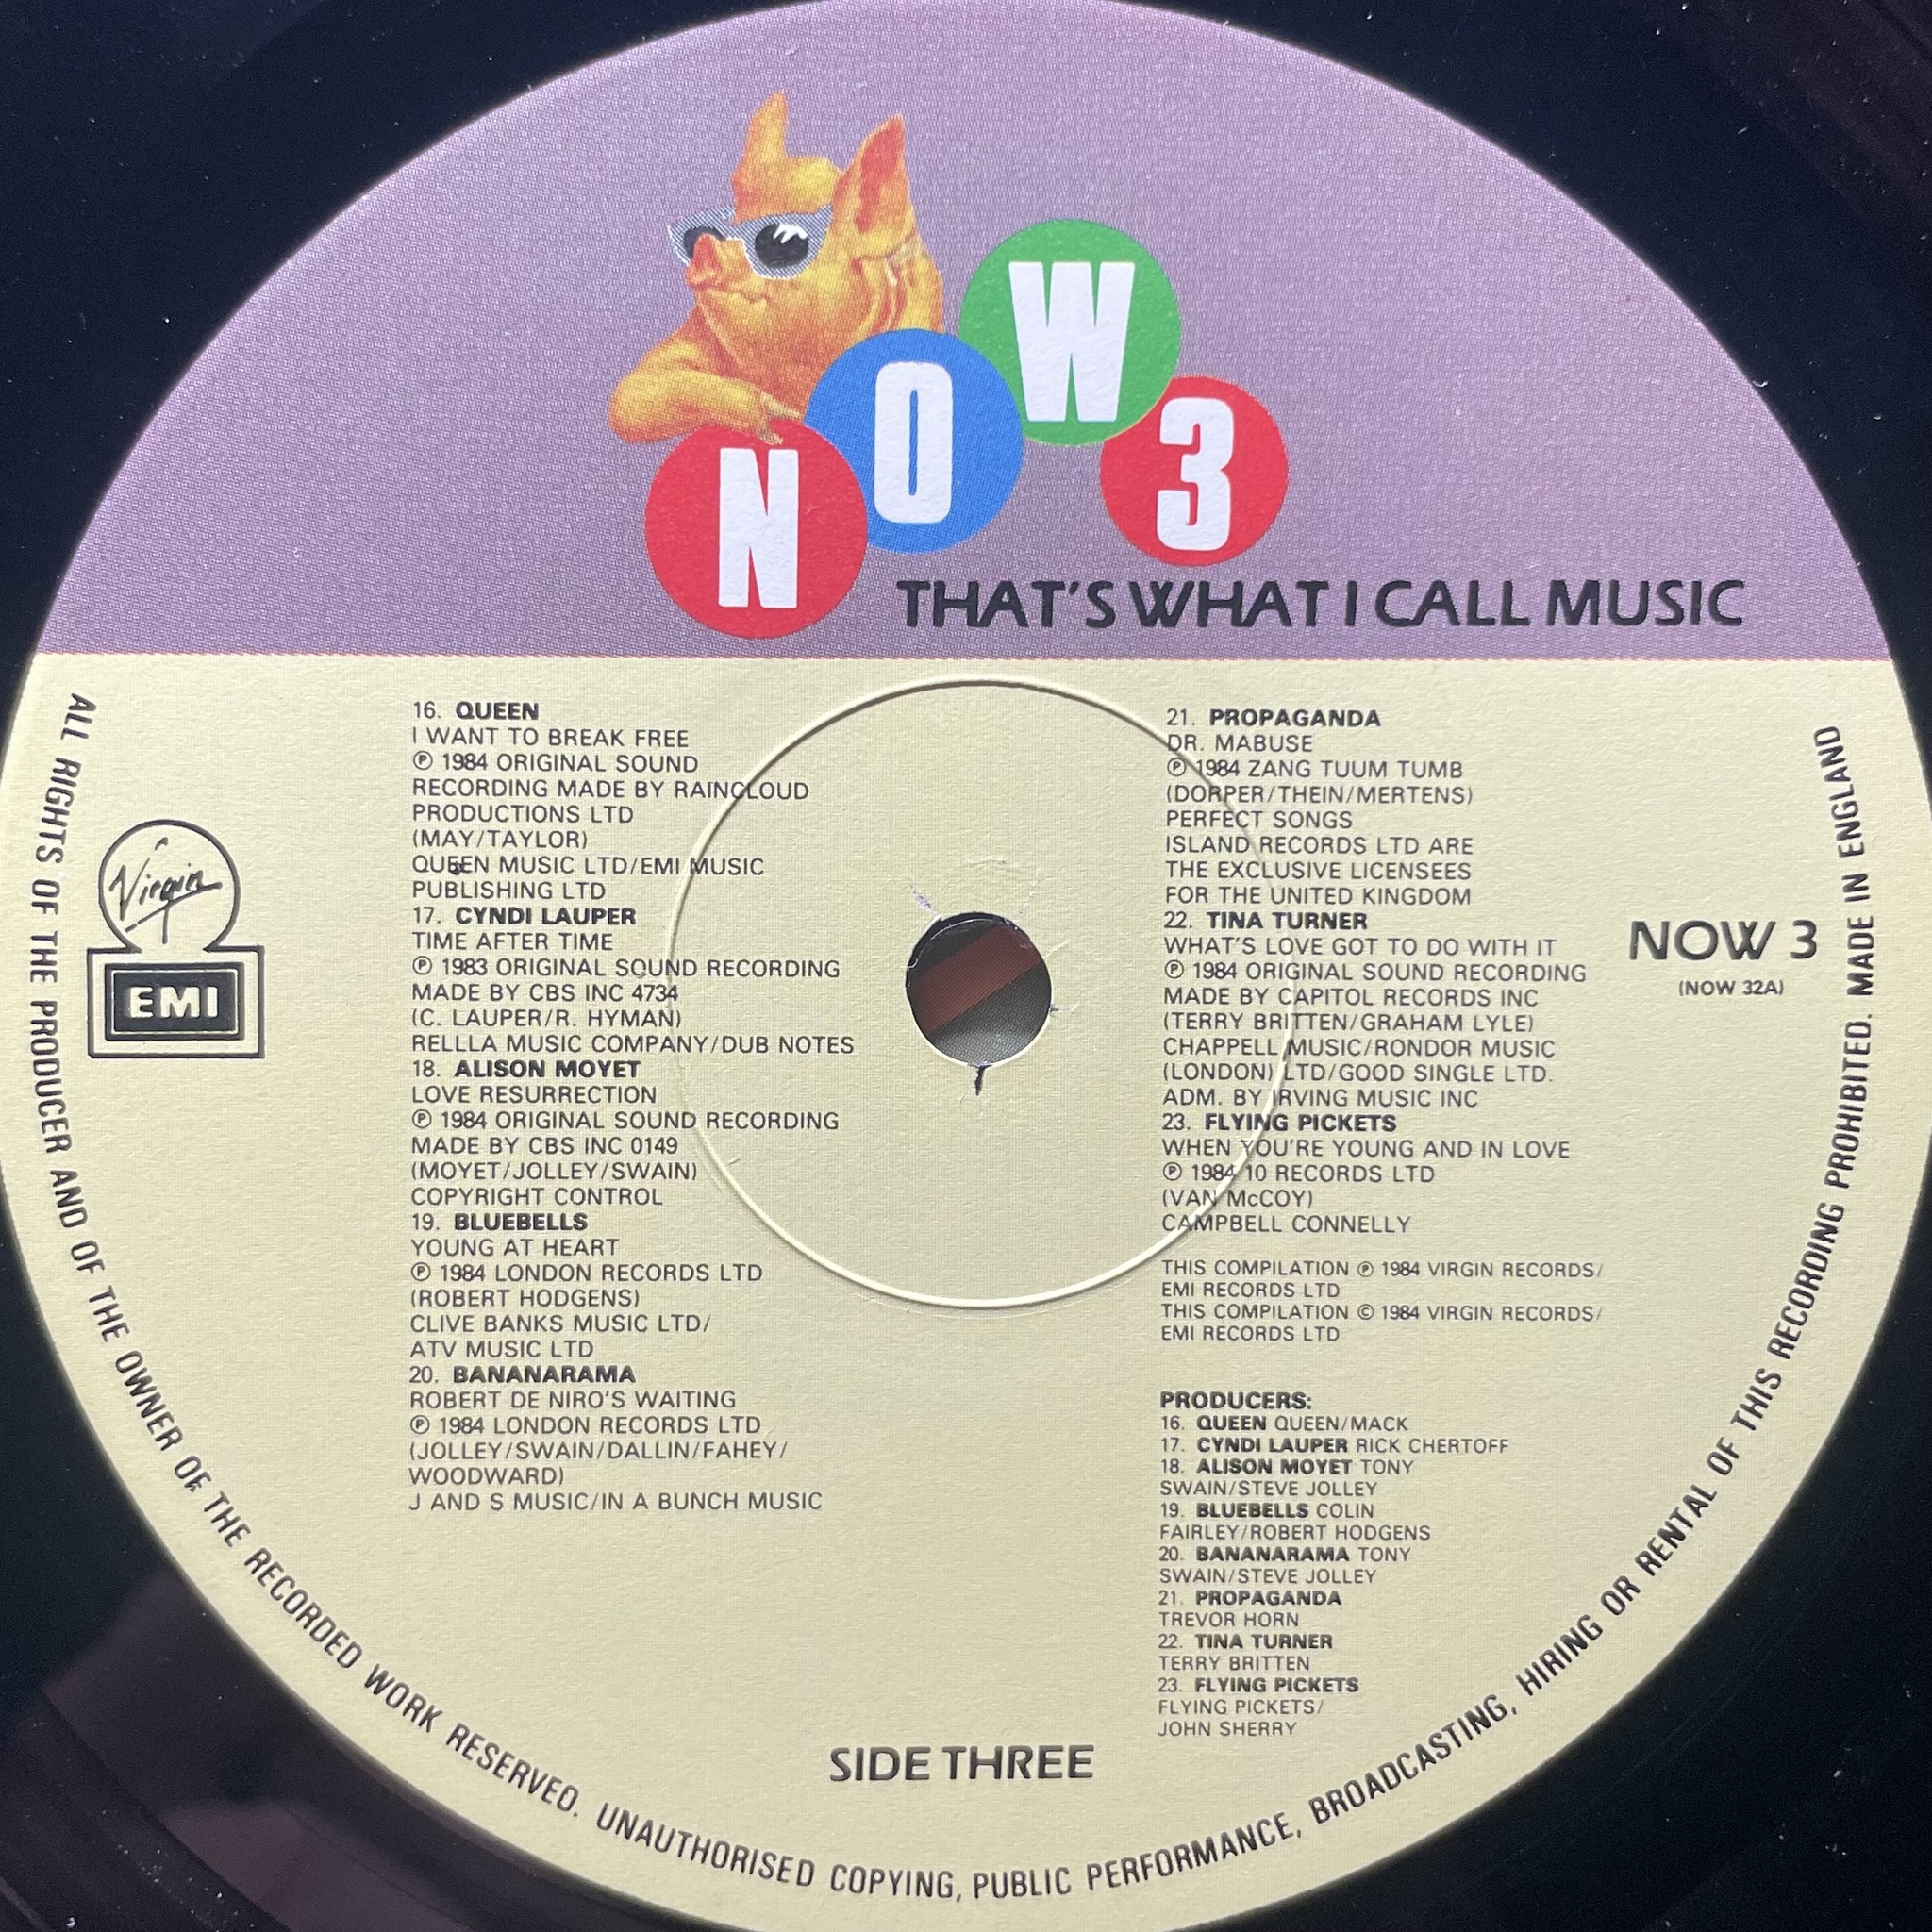 NOW 3
THAT'S WHAT I CALL MUSIC
16. QUEEN
I WANT TO BREAK FREE
℗ 1984 ORIGINAL SOUND
RECORDING MADE BY RAINCLOUD
PRODUCTIONS LTD
(MAY/TAYLOR)
QUEEN MUSIC LTD/EMI MUSIC
PUBLISHING LTD
17. CYNDI LAUPER
TIME AFTER TIME
℗ 1983 ORIGINAL SOUND RECORDING
MADE BY CBS INC 4734
(C. LAUPER/R. HYMAN)
RELLLA MUSIC COMPANY/DUB NOTES
18. ALISON MOYET
LOVE RESURRECTION
℗ 1984 ORIGINAL SOUND RECORDING
MADE BY CBS INC 0149
(MOYET/JOLLEY/SWAIN)
COPYRIGHT CONTROL
19. BLUEBELLS
YOUNG AT HEART
℗ 1984 LONDON RECORDS LTD
(ROBERT HODGENS)
CLIVE BANKS MUSIC LTD/
ATV MUSIC LTD
20. BANANARAMA
ROBERT DE NIRO'S WAITING
℗ 1984 LONDON RECORDS LTD
(JOLLEY/SWAIN/DALLIN/FAHEY/
WOODWARD)
J AND S MUSIC/IN A BUNCH MUSIC
21. PROPAGANDA
DR. MABUSE
℗ 1984 ZANG TUUM TUMB
(DORPER/THEIN/MERTENS)
PERFECT SONGS
ISLAND RECORDS LTD ARE
THE EXCLUSIVE LICENSEES
FOR THE UNITED KINGDOM
22. TINA TURNER
WHAT'S LOVE GOT TO DO WITH IT
℗ 1984 ORIGINAL SOUND RECORDING
MADE BY CAPITOL RECORDS INC
(TERRY BRITTEN/GRAHAM LYLE)
CHAPPELL MUSIC/RONDOR MUSIC
(LONDON) LTD/GOOD SINGLE LTD.
ADM. BY IRVING MUSIC INC
23. FLYING PICKETS
WHEN YOU'RE YOUNG AND IN LOVE
℗ 1984 10 RECORDS LTD
(VAN McCOY)
CAMPBELL CONNELLY
THIS COMPILATION ℗ 1984 VIRGIN RECORDS/
EMI RECORDS LTD
THIS COMPILATION © 1984 VIRGIN RECORDS/
EMI RECORDS LTD
PRODUCERS:
16. QUEEN QUEEN/MACK
17. CYNDI LAUPER RICK CHERTOFF
18. ALISON MOYET TONY
SWAIN/STEVE JOLLEY
19. BLUEBELLS COLIN
FAIRLEY/ROBERT HODGENS
20. BANANARAMA TONY
SWAIN/STEVE JOLLEY
21. PROPAGANDA
TREVOR HORN
22. TINA TURNER
TERRY BRITTEN
23. FLYING PICKETS
FLYING PICKETS/
JOHN SHERRY
Virgin
EMI
NOW 3
(NOW 32A)
SIDE THREE
ALL RIGHTS OF THE PRODUCER AND OF THE OWNER OF THE RECORDED WORK RESERVED. UNAUTHORISED COPYING, PUBLIC PERFORMANCE, BROADCASTING, HIRING OR RENTAL OF THIS RECORDING PROHIBITED. MADE IN ENGLAND